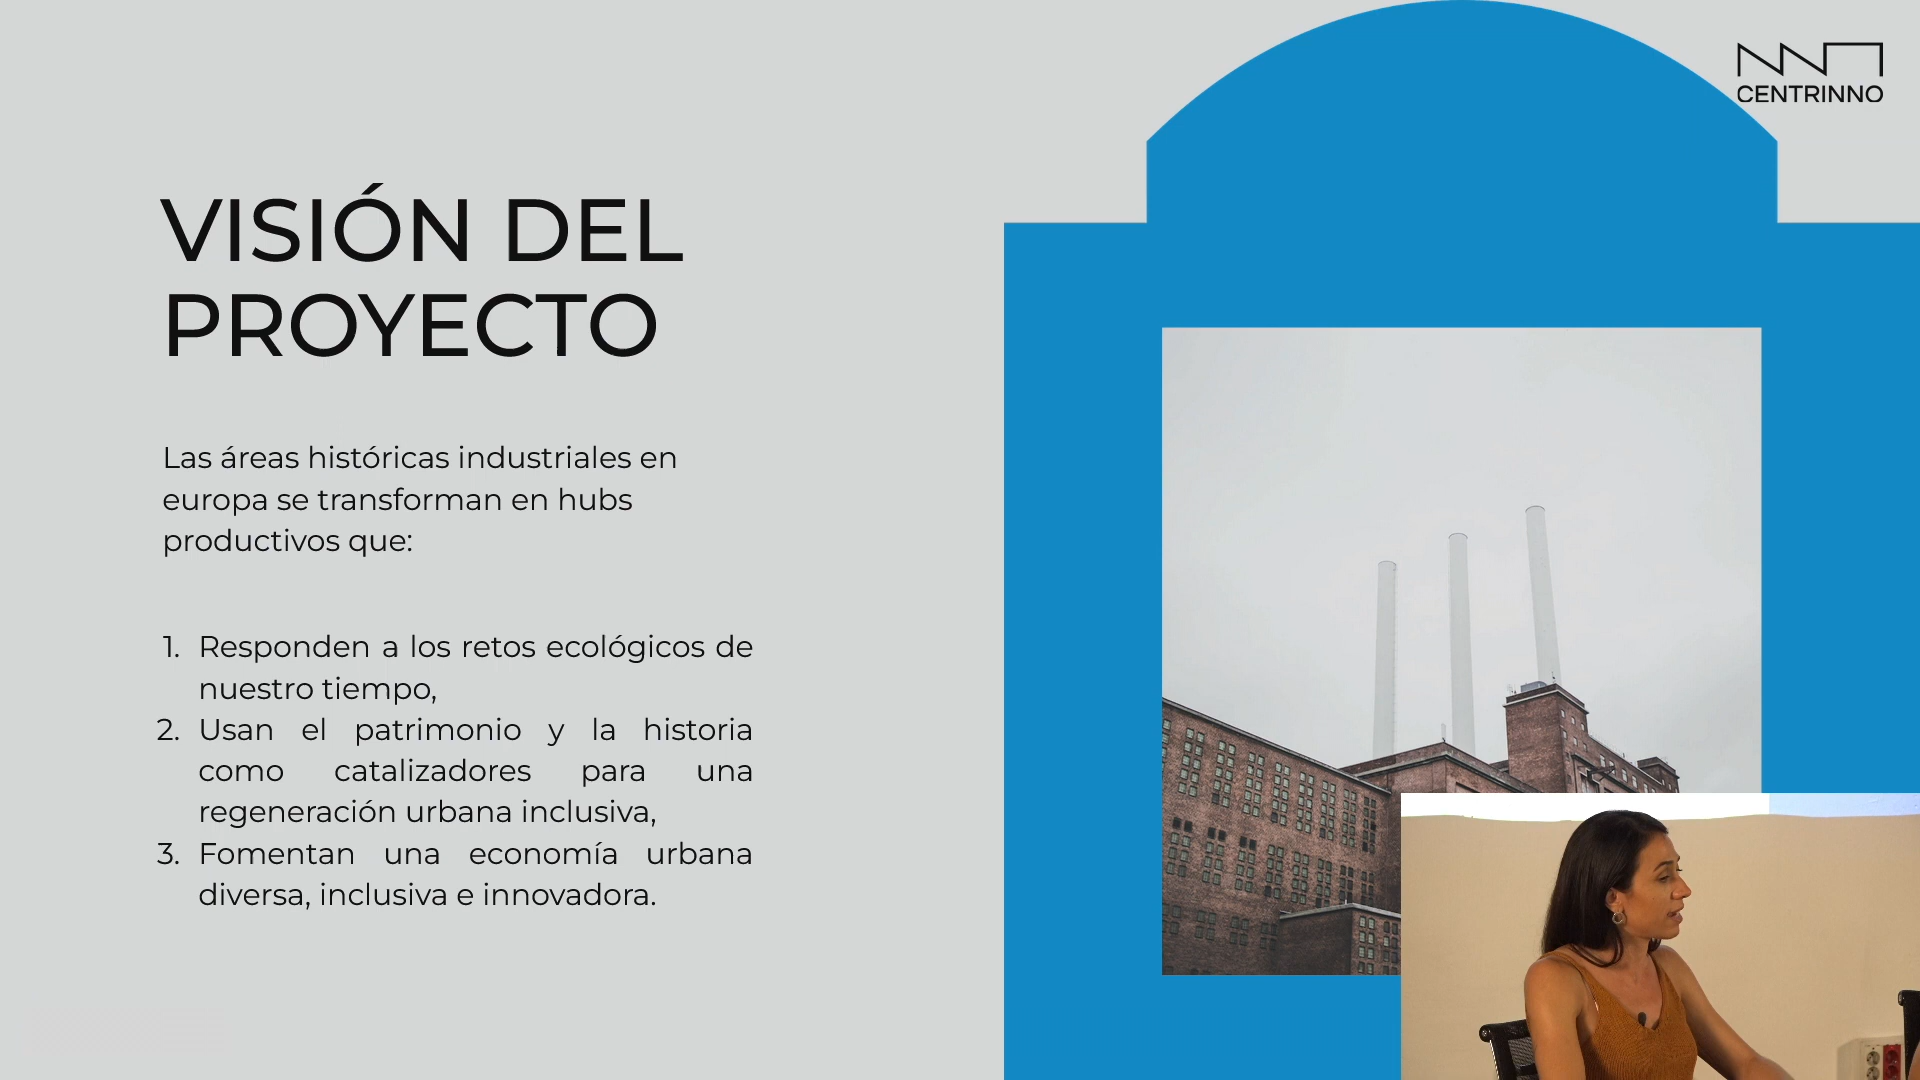 CENTRINNO
VISIÓN DEL
PROYECTO
Las áreas históricas industriales en
europa se transforman en hubs
productivos que:
1. Responden a los retos ecológicos de
nuestro tiempo,
2. Usan el patrimonio y la historia
como catalizadores para una
regeneración urbana inclusiva,
3. Fomentan una economía urbana
diversa, inclusiva e innovadora.